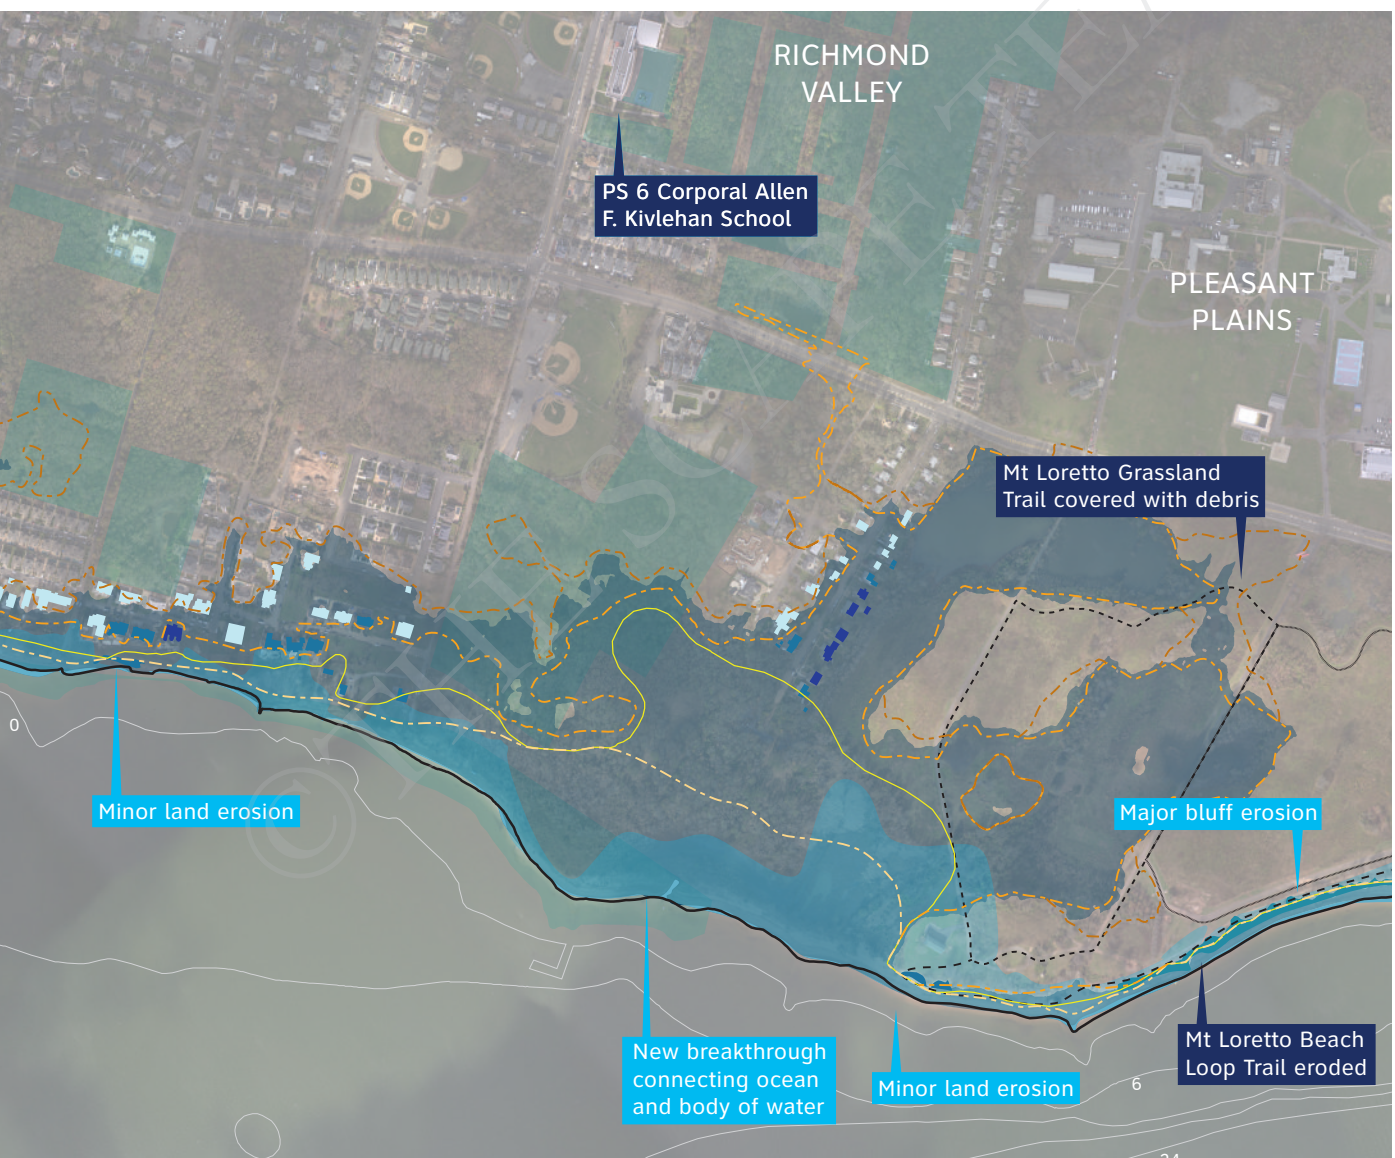 RICHMOND
VALLEY
PS 6 Corporal Allen
F. Kivlehan School
PLEASANT
PLAINS
Mt Loretto Grassland
Trail covered with debris
0
Minor land erosion
Major bluff erosion
New breakthrough
connecting ocean
and body of water
Minor land erosion
Mt Loretto Beach
Loop Trail eroded
6